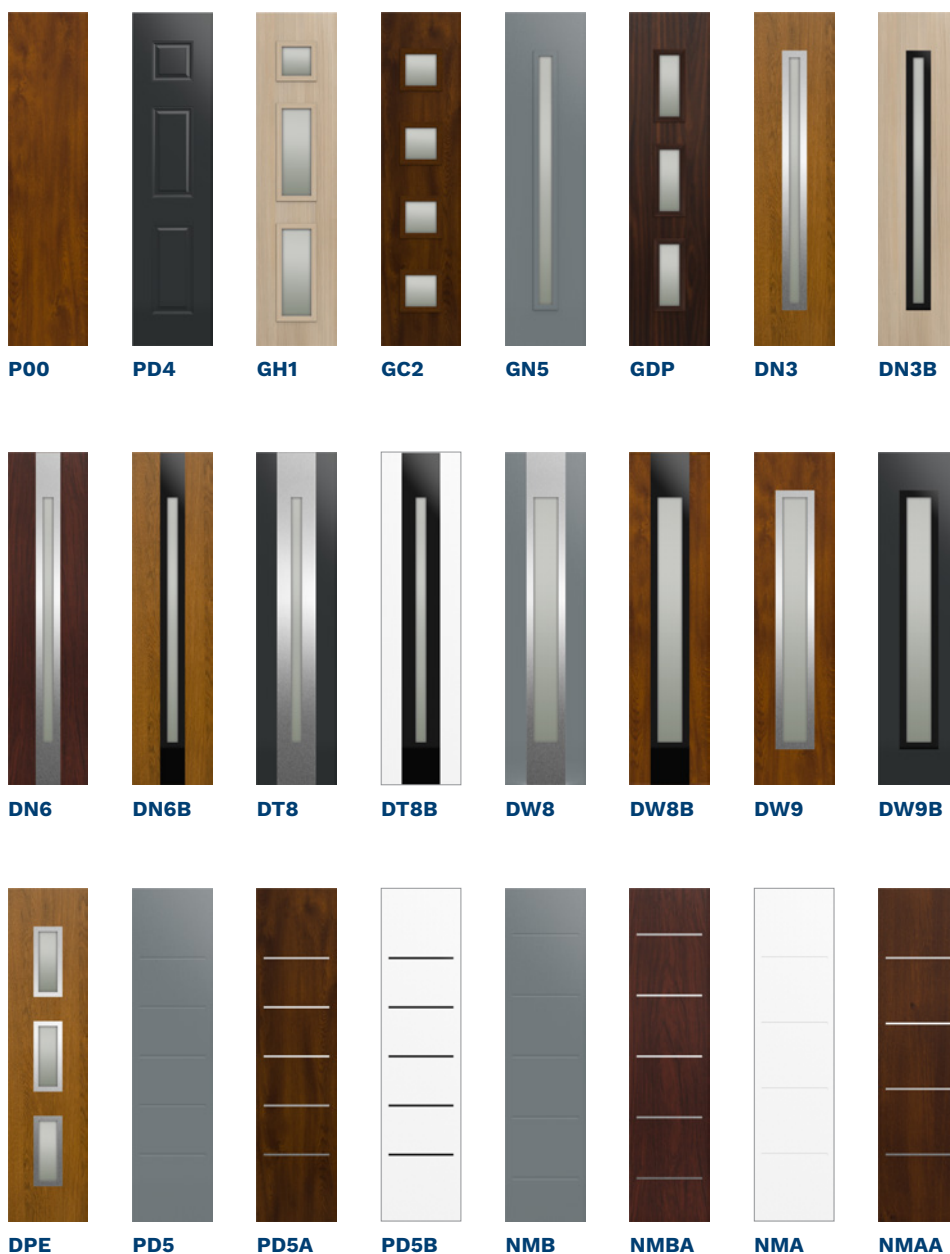 P00 PD4 GH1 GC2 GN5 GDP DN3 DN3B
DN6 DN6B DT8 DT8B DW8 DW8B DW9 DW9B
DPE PD5 PD5A PD5B NMB NMBA NMA NMAA